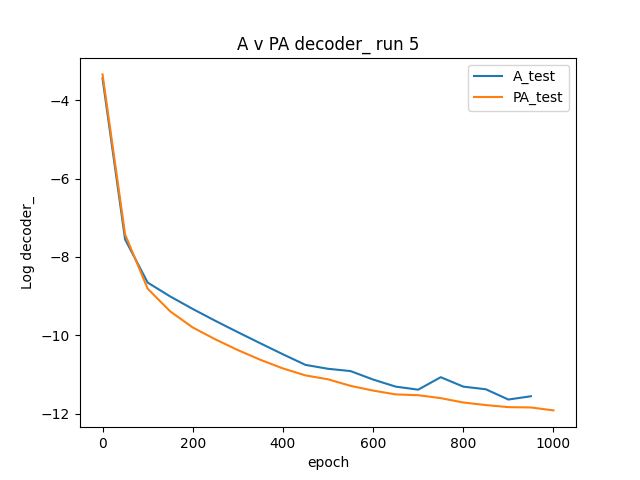 A v PA decoder_ run 5
A_test
PA_test
Log decoder_
−4
−6
−8
−10
−12
0 200 400 600 800 1000
epoch